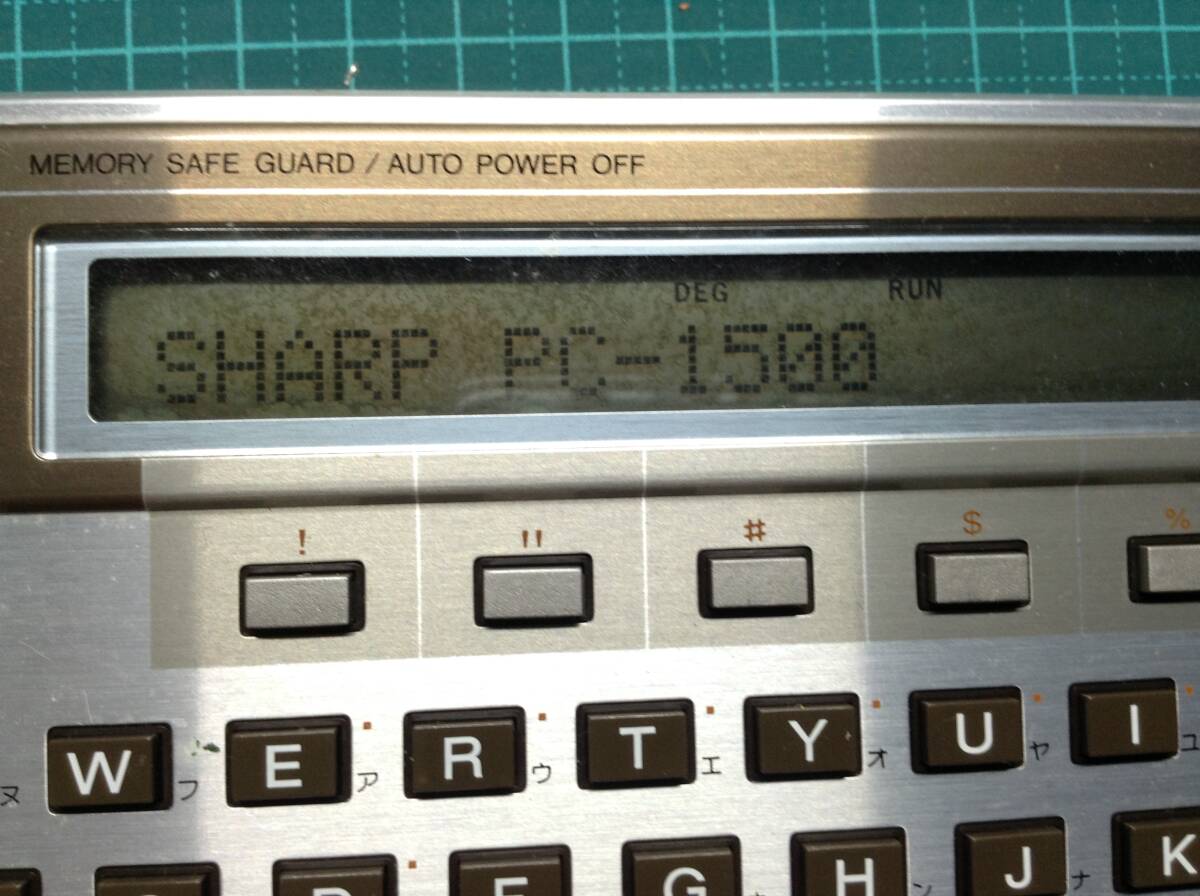 MEMORY SAFE GUARD / AUTO POWER OFF
DEG RUN
SHARP PC-1500
! " # $ %
W E R T Y U I
ヌ フ ア ウ エ オ ヤ ユ
F G H J K
ン ナ